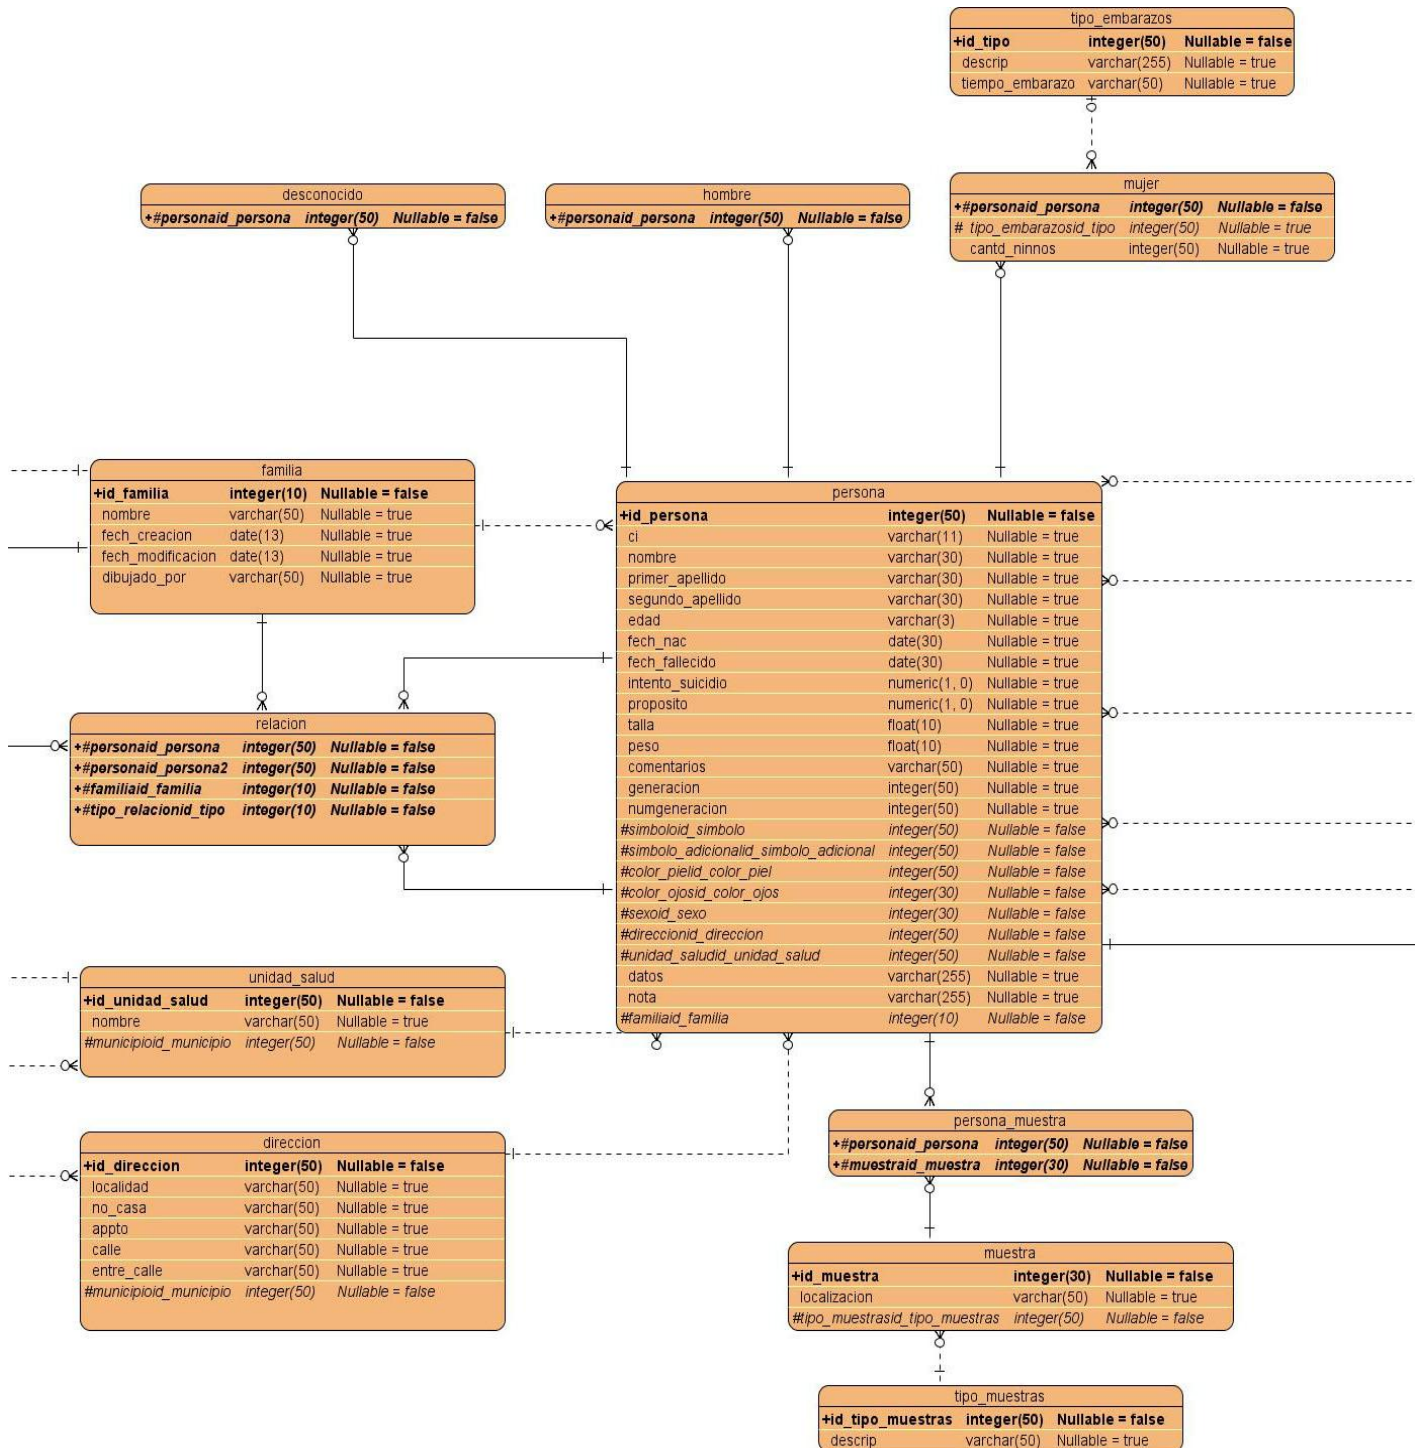 tipo_embarazos
+id_tipo integer(50) Nullable = false
descrip varchar(255) Nullable = true
tiempo_embarazo varchar(50) Nullable = true
desconocido
+#personaid_persona integer(50) Nullable = false
hombre
+#personaid_persona integer(50) Nullable = false
mujer
+#personaid_persona integer(50) Nullable = false
# tipo_embarazosid_tipo integer(50) Nullable = true
cantd_ninnos integer(50) Nullable = true
familia
+id_familia integer(10) Nullable = false
nombre varchar(50) Nullable = true
fech_creacion date(13) Nullable = true
fech_modificacion date(13) Nullable = true
dibujado_por varchar(50) Nullable = true
persona
+id_persona integer(50) Nullable = false
ci varchar(11) Nullable = true
nombre varchar(30) Nullable = true
primer_apellido varchar(30) Nullable = true
segundo_apellido varchar(30) Nullable = true
edad varchar(3) Nullable = true
fech_nac date(30) Nullable = true
fech_fallecido date(30) Nullable = true
intento_suicidio numeric(1, 0) Nullable = true
proposito numeric(1, 0) Nullable = true
talla float(10) Nullable = true
peso float(10) Nullable = true
comentarios varchar(50) Nullable = true
generacion integer(50) Nullable = true
numgeneracion integer(50) Nullable = true
#simboloid_simbolo integer(50) Nullable = false
#simbolo_adicionalid_simbolo_adicional integer(50) Nullable = false
#color_pielid_color_piel integer(50) Nullable = false
#color_ojosid_color_ojos integer(30) Nullable = false
#sexoid_sexo integer(30) Nullable = false
#direccionid_direccion integer(50) Nullable = false
#unidad_saludid_unidad_salud integer(50) Nullable = false
datos varchar(255) Nullable = true
nota varchar(255) Nullable = true
#familiaid_familia integer(10) Nullable = false
relacion
+#personaid_persona integer(50) Nullable = false
+#personaid_persona2 integer(50) Nullable = false
+#familiaid_familia integer(10) Nullable = false
+#tipo_relacionid_tipo integer(10) Nullable = false
unidad_salud
+id_unidad_salud integer(50) Nullable = false
nombre varchar(50) Nullable = true
#municipioid_municipio integer(50) Nullable = false
direccion
+id_direccion integer(50) Nullable = false
localidad varchar(50) Nullable = true
no_casa varchar(50) Nullable = true
appto varchar(50) Nullable = true
calle varchar(50) Nullable = true
entre_calle varchar(50) Nullable = true
#municipioid_municipio integer(50) Nullable = false
persona_muestra
+#personaid_persona integer(50) Nullable = false
+#muestraid_muestra integer(30) Nullable = false
muestra
+id_muestra integer(30) Nullable = false
localizacion varchar(50) Nullable = true
#tipo_muestrasid_tipo_muestras integer(50) Nullable = false
tipo_muestras
+id_tipo_muestras integer(50) Nullable = false
descrip varchar(50) Nullable = true